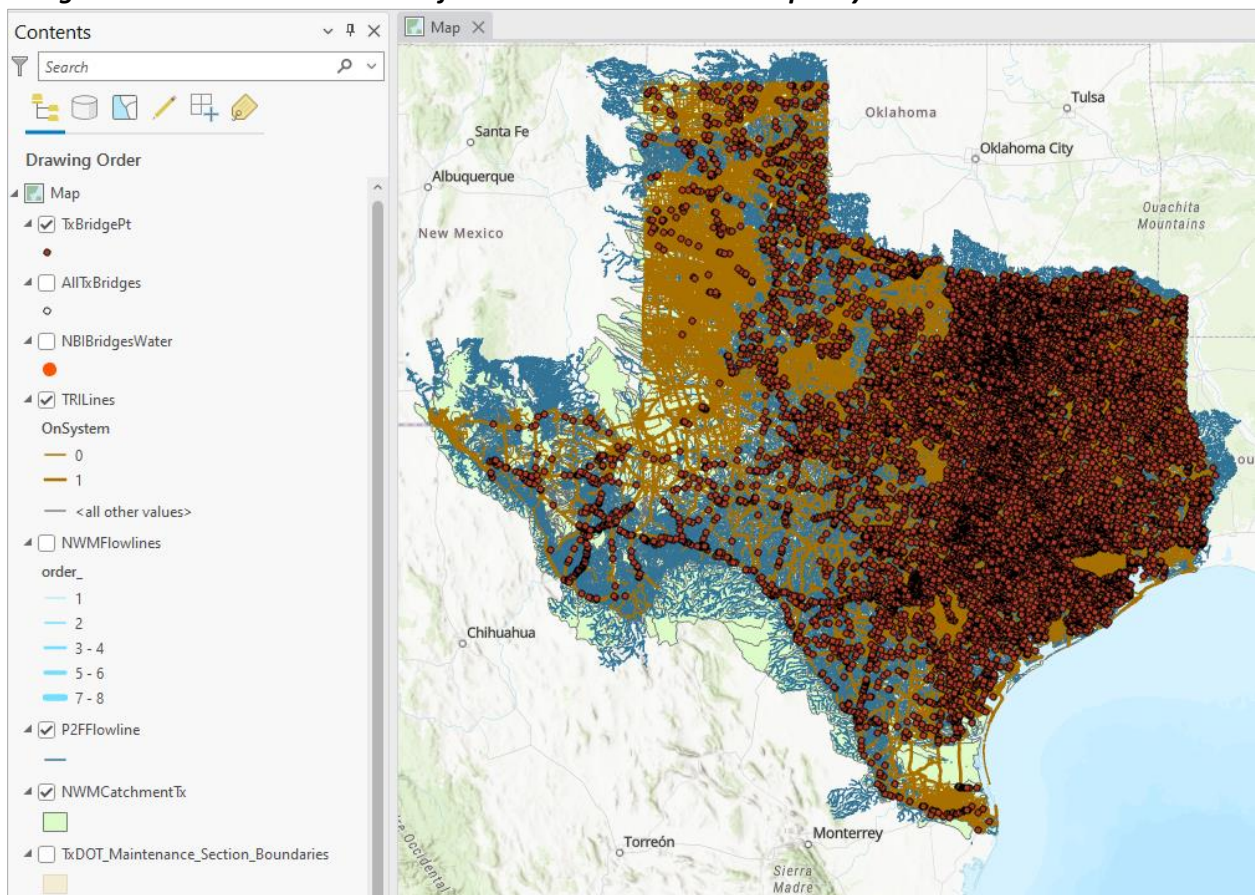 Contents
Search
Drawing Order
Map
TxBridgePt
AllTxBridges
NBIBridgesWater
TRILines
OnSystem
0
1
<all other values>
NWMFlowlines
order_
1
2
3 - 4
5 - 6
7 - 8
P2FFlowline
NWMCatchmentTx
TxDOT_Maintenance_Section_Boundaries
Map
Tulsa
Oklahoma
Santa Fe
Oklahoma City
Albuquerque
Ouachita
Mountains
New Mexico
Chihuahua
Monterrey
Torreón
Sierra
Madre
Occidental